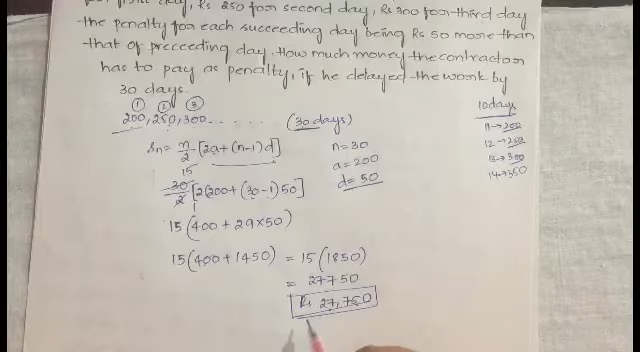 Rs 250 for second day, Rs 300 for third day
the penalty for each succeeding day being Rs 50 more than
that of preceeding day. How much money the contractor
has to pay as penalty, if he delayed the work by
30 days.
① ② ③
200, 250, 300 . . . . . (30 days)
Sn = n/2 [2a + (n-1)d]
n = 30
a = 200
d = 50
15
30/2 [2(200 + (30-1)50]
1
15(400 + 29×50)
15(400 + 1450) = 15(1850)
= 27750
Rs 27,750
10 days
11→200
12→250
13→300
14→350